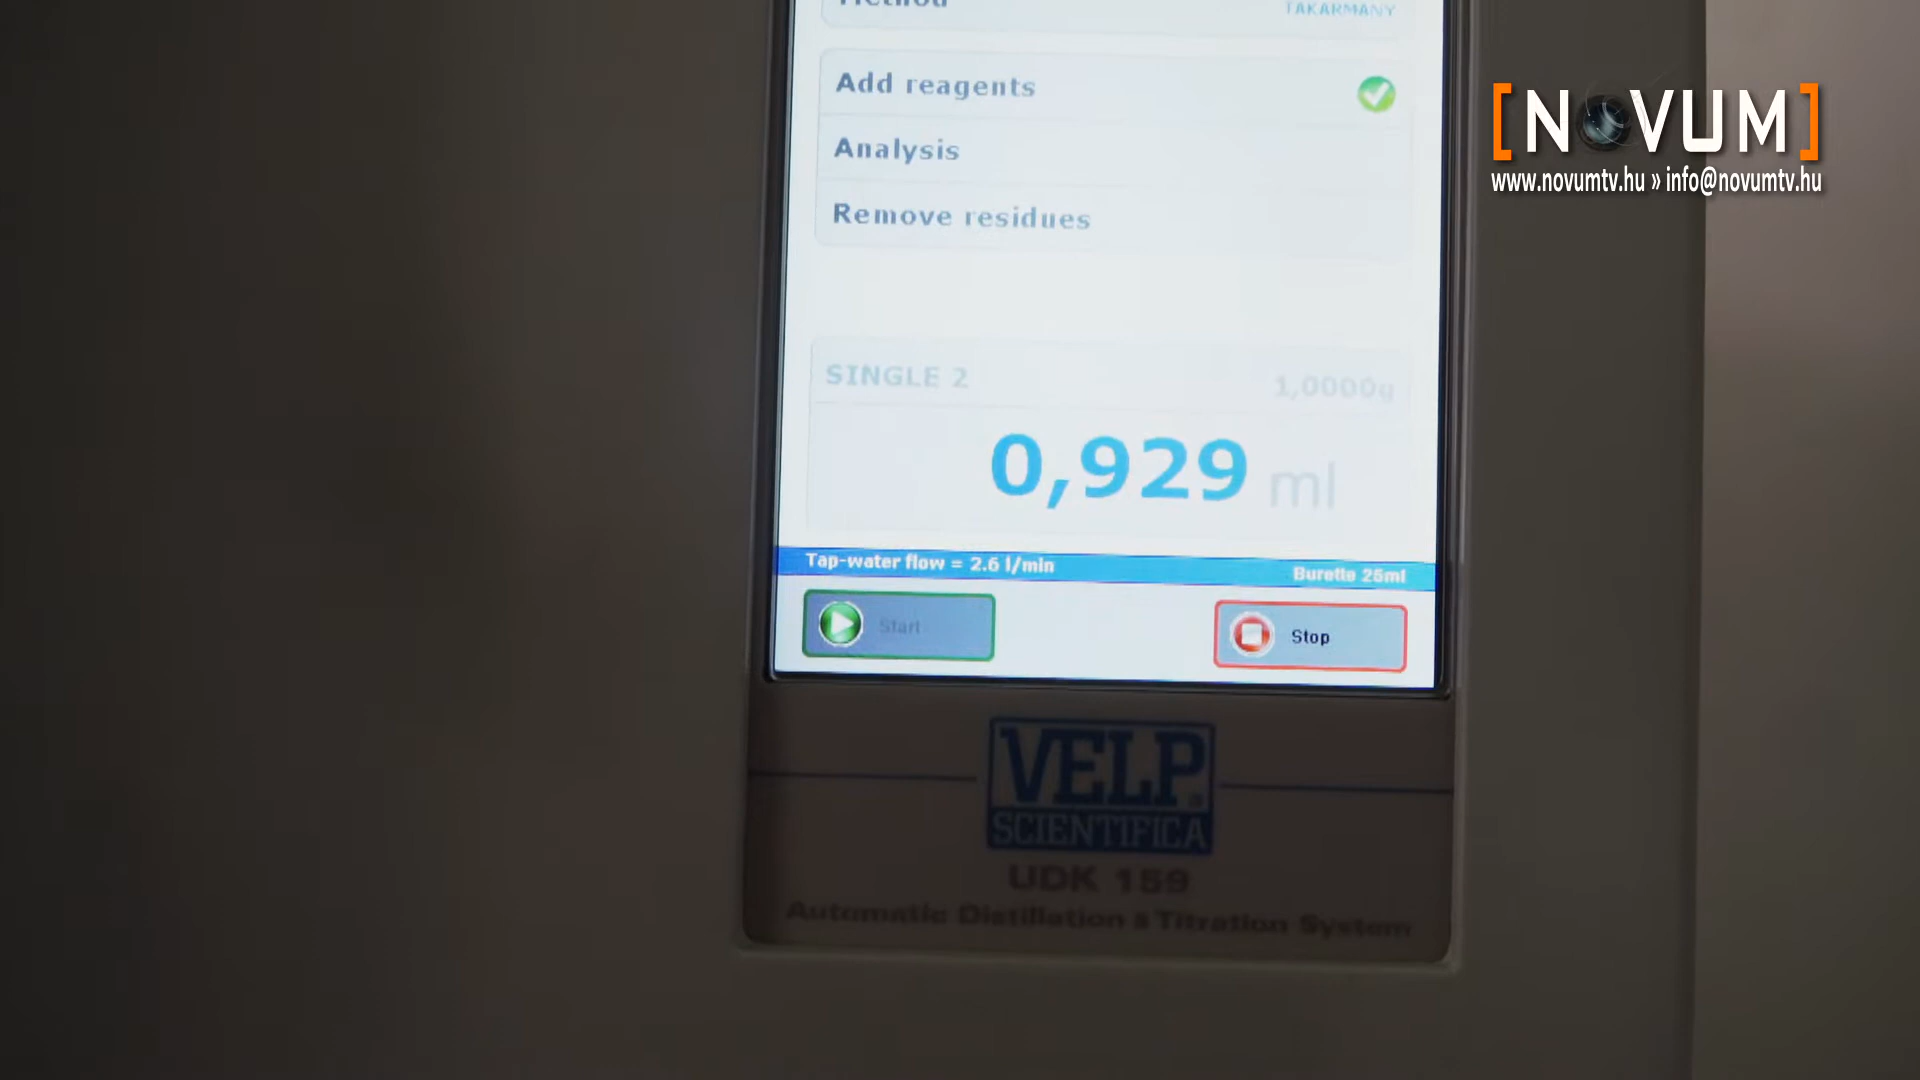 Method TAKARMANY
Add reagents
Analysis
Remove residues
SINGLE 2 1,0000g
0,929 ml
Tap-water flow = 2.6 l/min Burette 25ml
Start Stop
VELP
SCIENTIFICA
UDK 159
Automatic Distillation & Titration System
[NOVUM]
www.novumtv.hu » info@novumtv.hu